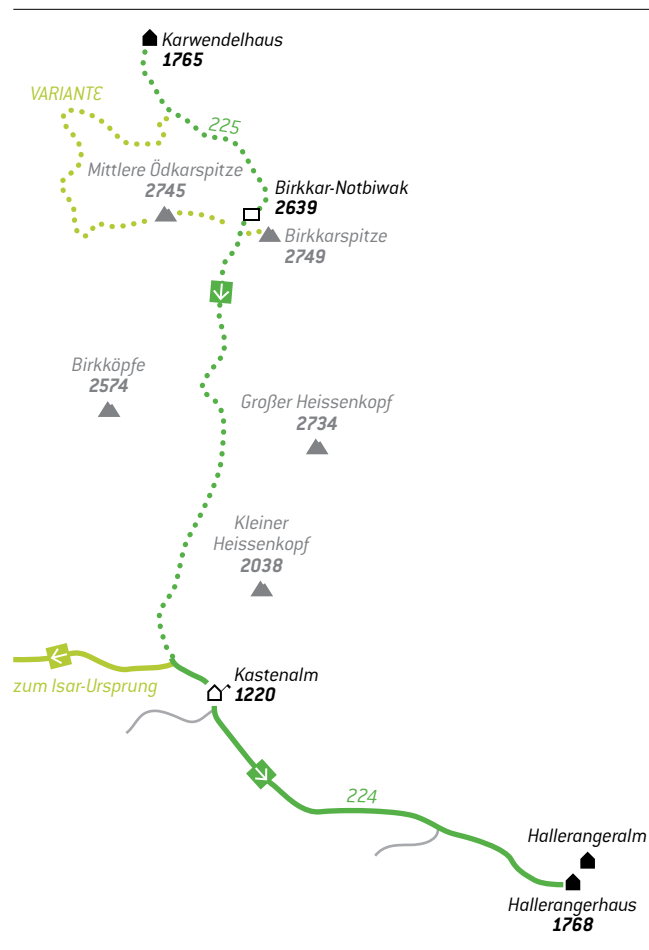 Karwendelhaus
1765
VARIANTE
225
Mittlere Ödkarspitze
2745
Birkkar-Notbiwak
2639
Birkkarspitze
2749
Birkköpfe
2574
Großer Heissenkopf
2734
Kleiner
Heissenkopf
2038
zum Isar-Ursprung
Kastenalm
1220
224
Hallerangeralm
Hallerangerhaus
1768